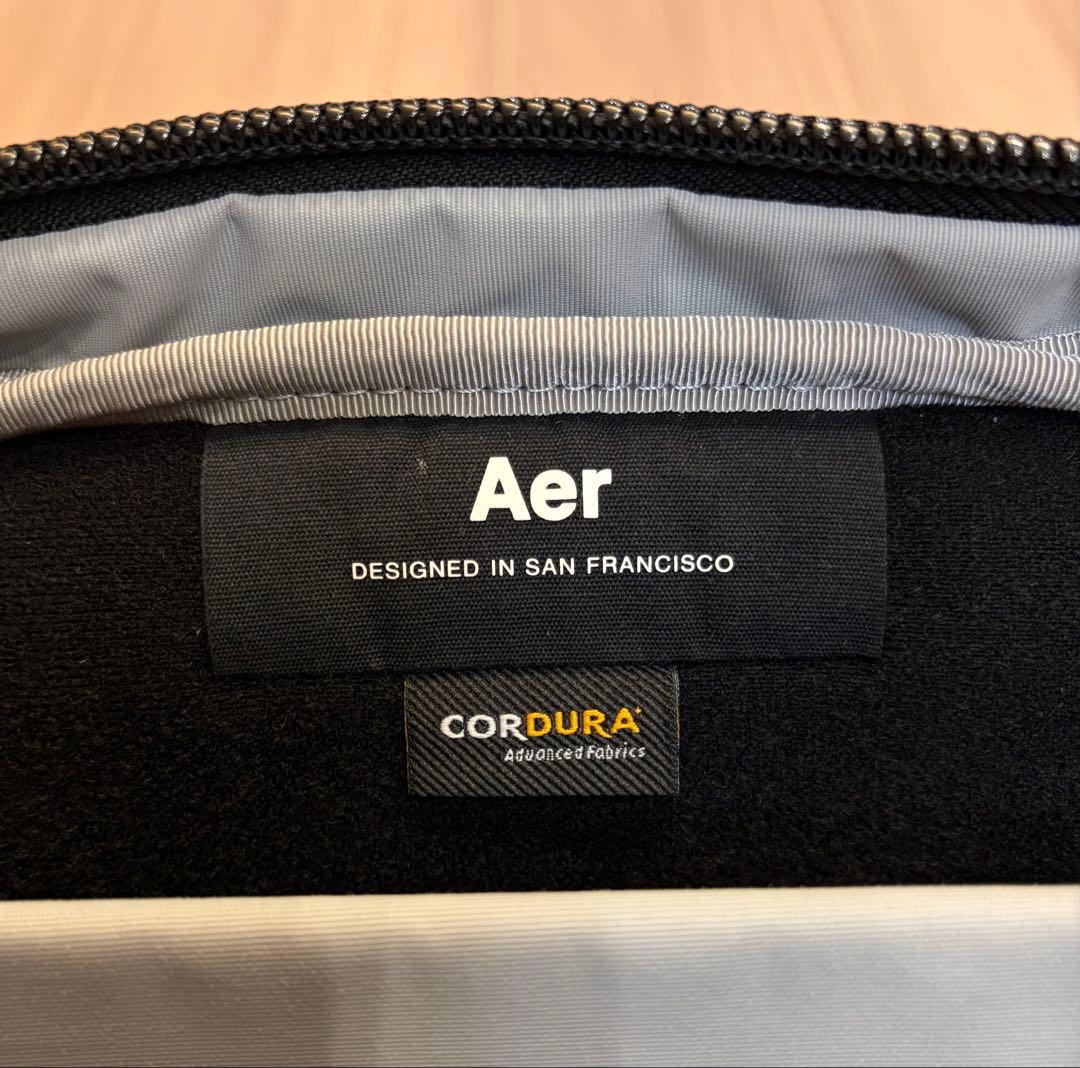 Aer
DESIGNED IN SAN FRANCISCO
CORDURA
Advanced Fabrics